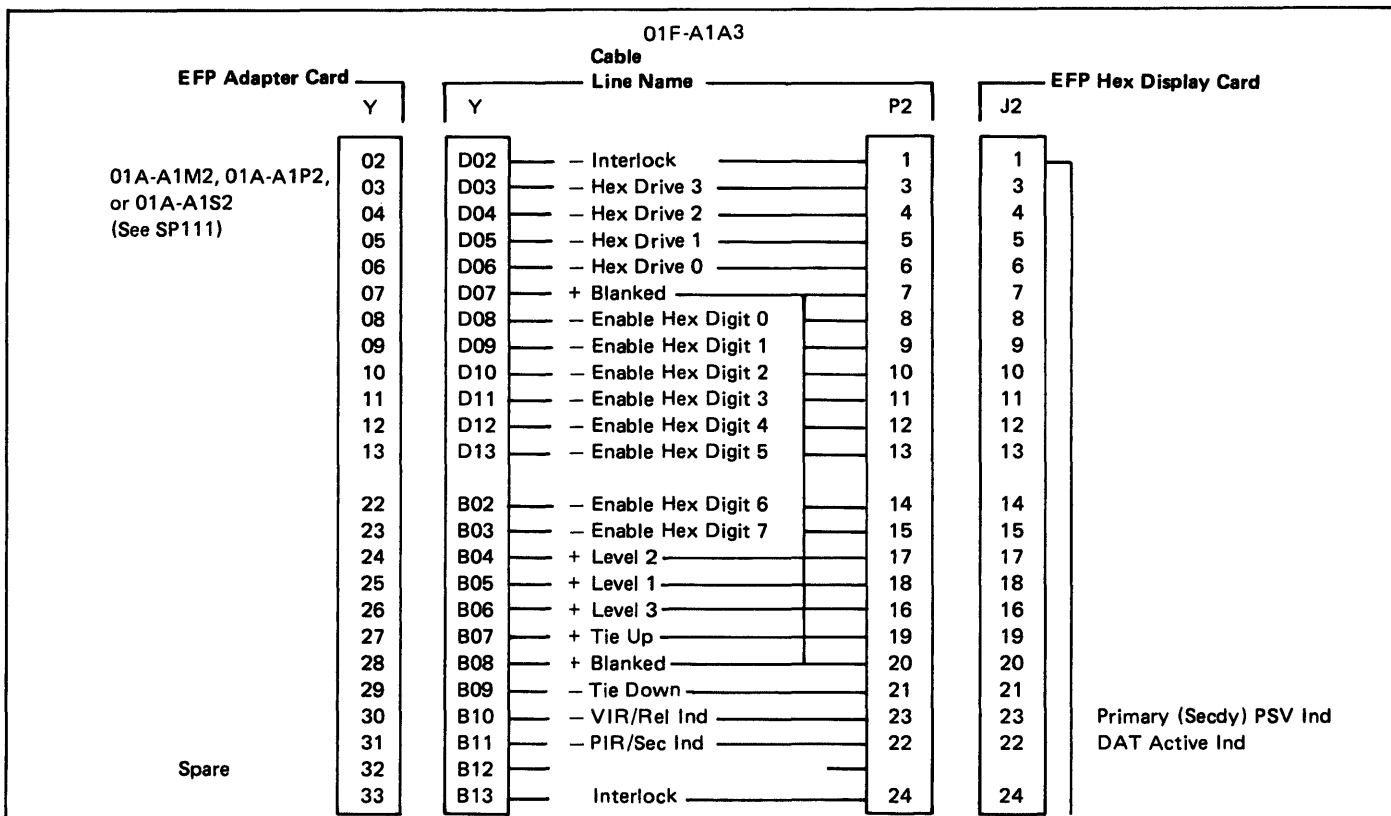 01F-A1A3
Cable
EFP Adapter Card Line Name EFP Hex Display Card
Y Y P2 J2
02 D02 – Interlock 1 1
01A-A1M2, 01A-A1P2,
or 01A-A1S2
(See SP111)
03 D03 – Hex Drive 3 3 3
04 D04 – Hex Drive 2 4 4
05 D05 – Hex Drive 1 5 5
06 D06 – Hex Drive 0 6 6
07 D07 + Blanked 7 7
08 D08 – Enable Hex Digit 0 8 8
09 D09 – Enable Hex Digit 1 9 9
10 D10 – Enable Hex Digit 2 10 10
11 D11 – Enable Hex Digit 3 11 11
12 D12 – Enable Hex Digit 4 12 12
13 D13 – Enable Hex Digit 5 13 13
22 B02 – Enable Hex Digit 6 14 14
23 B03 – Enable Hex Digit 7 15 15
24 B04 + Level 2 17 17
25 B05 + Level 1 18 18
26 B06 + Level 3 16 16
27 B07 + Tie Up 19 19
28 B08 + Blanked 20 20
29 B09 – Tie Down 21 21
30 B10 – VIR/Rel Ind 23 23 Primary (Secdy) PSV Ind
31 B11 – PIR/Sec Ind 22 22 DAT Active Ind
Spare 32 B12
33 B13 Interlock 24 24